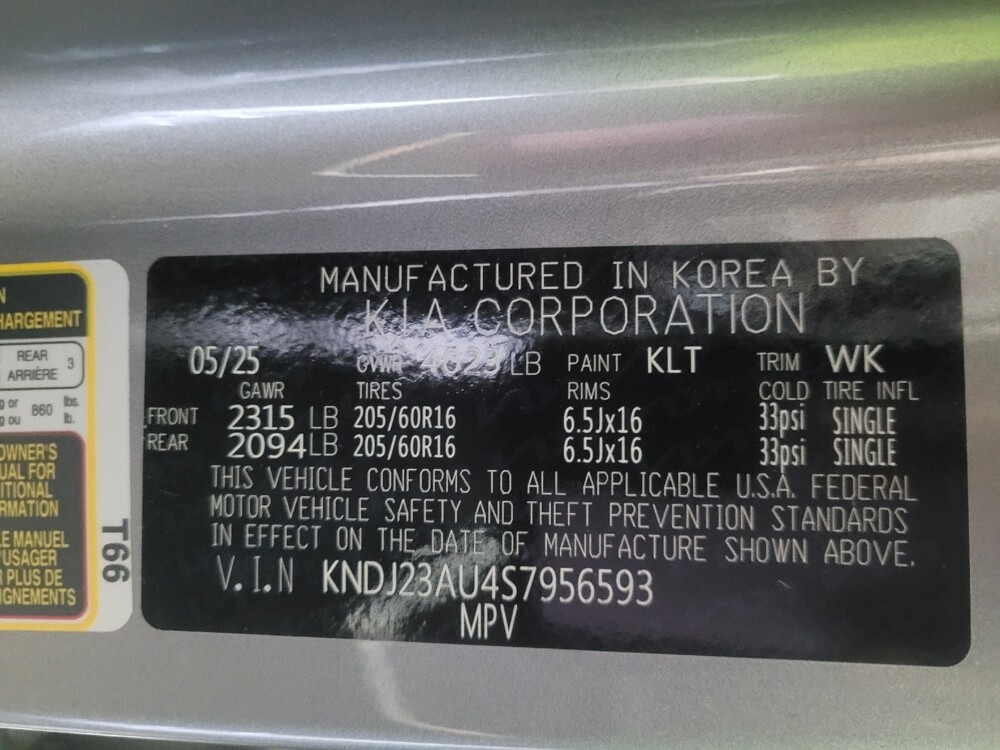 N
HARGEMENT
REAR
ARRIÈRE 3
g or 860 lbs.
g ou lb.
OWNER'S
UAL FOR
ITIONAL
RMATION
LE MANUEL
USAGER
R PLUS DE
IGNEMENTS
T66
MANUFACTURED IN KOREA BY
KIA CORPORATION
05/25 GVWR LB PAINT KLT TRIM WK
GAWR TIRES RIMS COLD TIRE INFL
FRONT 2315 LB 205/60R16 6.5Jx16 33psi SINGLE
REAR 2094LB 205/60R16 6.5Jx16 33psi SINGLE
THIS VEHICLE CONFORMS TO ALL APPLICABLE U.S.A. FEDERAL
MOTOR VEHICLE SAFETY AND THEFT PREVENTION STANDARDS
IN EFFECT ON THE DATE OF MANUFACTURE SHOWN ABOVE.
V.I.N KNDJ23AU4S7956593
MPV